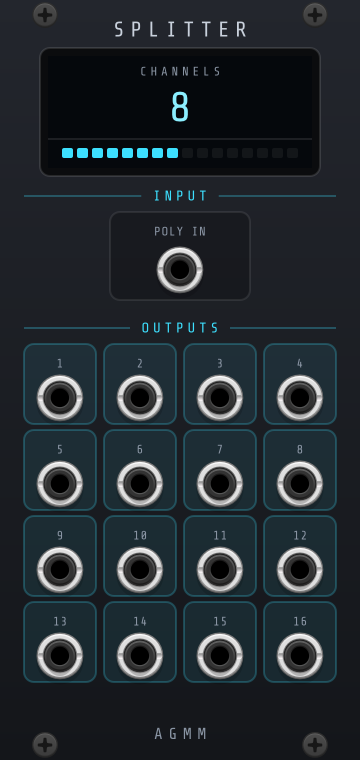 SPLITTER
CHANNELS
8
INPUT
POLY IN
OUTPUTS
1 2 3 4
5 6 7 8
9 10 11 12
13 14 15 16
AGMM